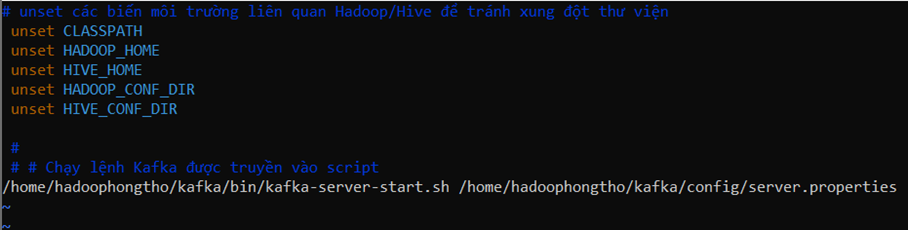 # unset các biến môi trường liên quan Hadoop/Hive để tránh xung đột thư viện
unset CLASSPATH
unset HADOOP_HOME
unset HIVE_HOME
unset HADOOP_CONF_DIR
unset HIVE_CONF_DIR
#
# # Chạy lệnh Kafka được truyền vào script
/home/hadoophongtho/kafka/bin/kafka-server-start.sh /home/hadoophongtho/kafka/config/server.properties
~
~